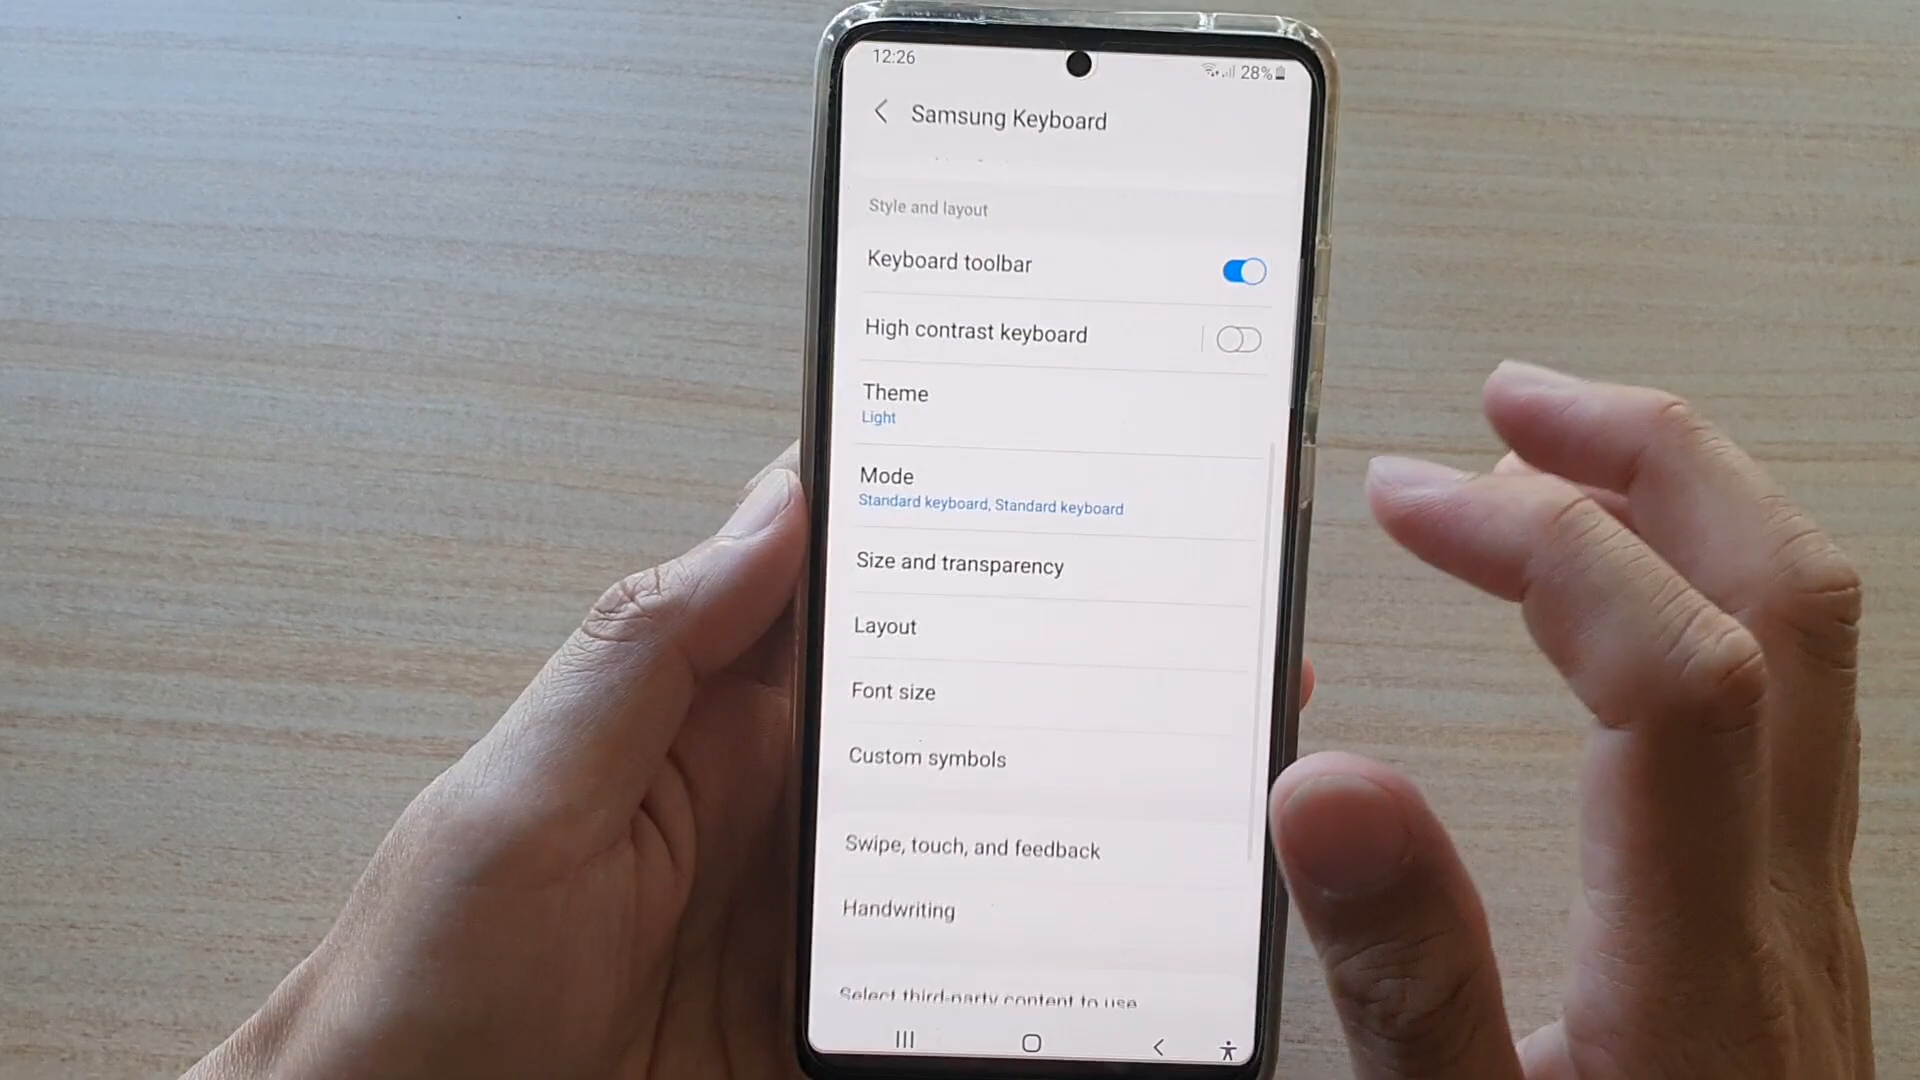 12:26
28%
Samsung Keyboard
Style and layout
Keyboard toolbar
High contrast keyboard
Theme
Light
Mode
Standard keyboard, Standard keyboard
Size and transparency
Layout
Font size
Custom symbols
Swipe, touch, and feedback
Handwriting
Select third-party content to use